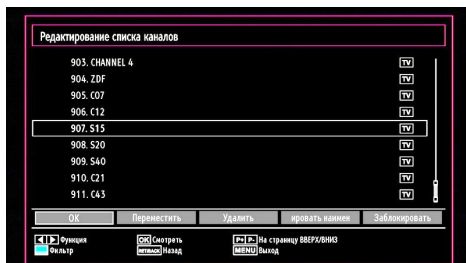 Редактирование списка каналов
903. CHANNEL 4 TV
904. ZDF TV
905. C07 TV
906. C12 TV
907. S15 TV
908. S20 TV
909. S40 TV
910. C21 TV
911. C43 TV
OK Переместить Удалить ировать наимен Заблокировать
Функция OK Смотреть P+ P- На страницу ВВЕРХ/ВНИЗ
Фильтр RET/BACK Назад MENU Выход